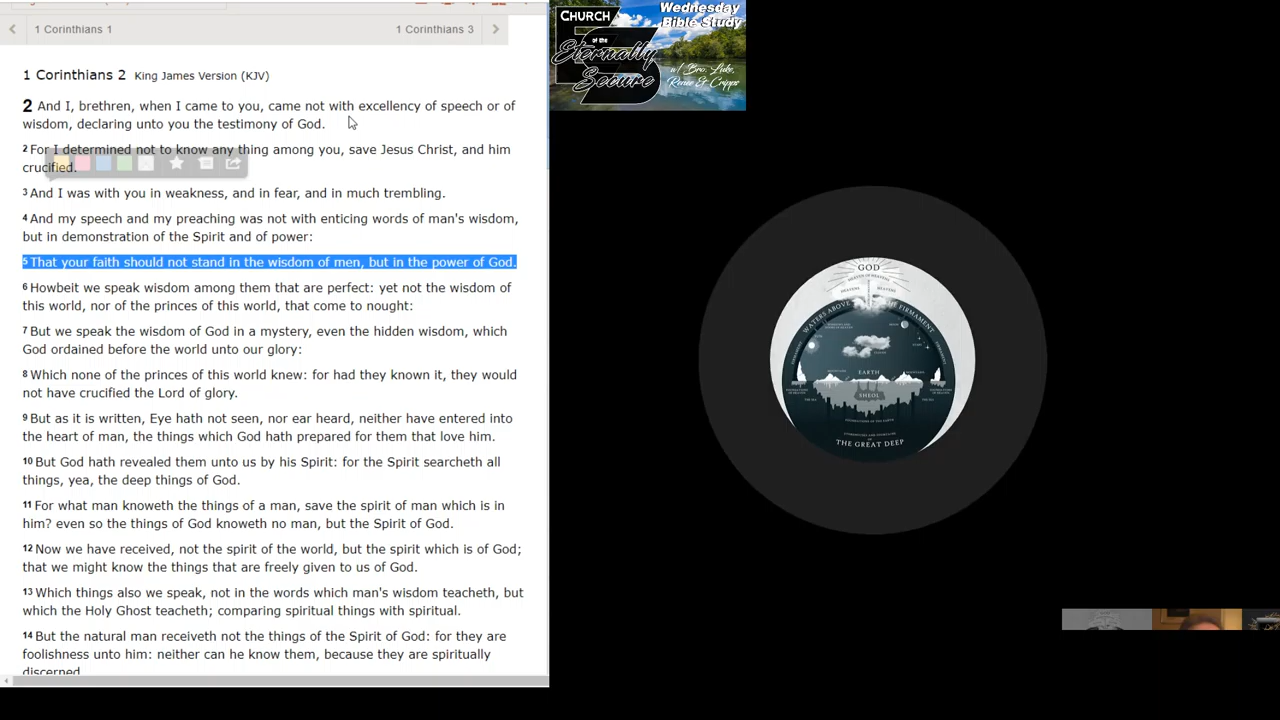 1 Corinthians 1
1 Corinthians 3
1 Corinthians 2 King James Version (KJV)
2 And I, brethren, when I came to you, came not with excellency of speech or of
wisdom, declaring unto you the testimony of God.
2 For I determined not to know any thing among you, save Jesus Christ, and him
crucified.
3 And I was with you in weakness, and in fear, and in much trembling.
4 And my speech and my preaching was not with enticing words of man's wisdom,
but in demonstration of the Spirit and of power:
5 That your faith should not stand in the wisdom of men, but in the power of God.
6 Howbeit we speak wisdom among them that are perfect: yet not the wisdom of
this world, nor of the princes of this world, that come to nought:
7 But we speak the wisdom of God in a mystery, even the hidden wisdom, which
God ordained before the world unto our glory:
8 Which none of the princes of this world knew: for had they known it, they would
not have crucified the Lord of glory.
9 But as it is written, Eye hath not seen, nor ear heard, neither have entered into
the heart of man, the things which God hath prepared for them that love him.
10 But God hath revealed them unto us by his Spirit: for the Spirit searcheth all
things, yea, the deep things of God.
11 For what man knoweth the things of a man, save the spirit of man which is in
him? even so the things of God knoweth no man, but the Spirit of God.
12 Now we have received, not the spirit of the world, but the spirit which is of God;
that we might know the things that are freely given to us of God.
13 Which things also we speak, not in the words which man's wisdom teacheth, but
which the Holy Ghost teacheth; comparing spiritual things with spiritual.
14 But the natural man receiveth not the things of the Spirit of God: for they are
foolishness unto him: neither can he know them, because they are spiritually
discerned
CHURCH
of the
Eternally
Secure
Wednesday
Bible Study
w/ Bro. Luke,
Renee & Cripps
GOD
HEAVEN OF HEAVENS
HEAVENS HEAVENS
WATERS ABOVE FIRMAMENT
EARTH
SHEOL
THE GREAT DEEP